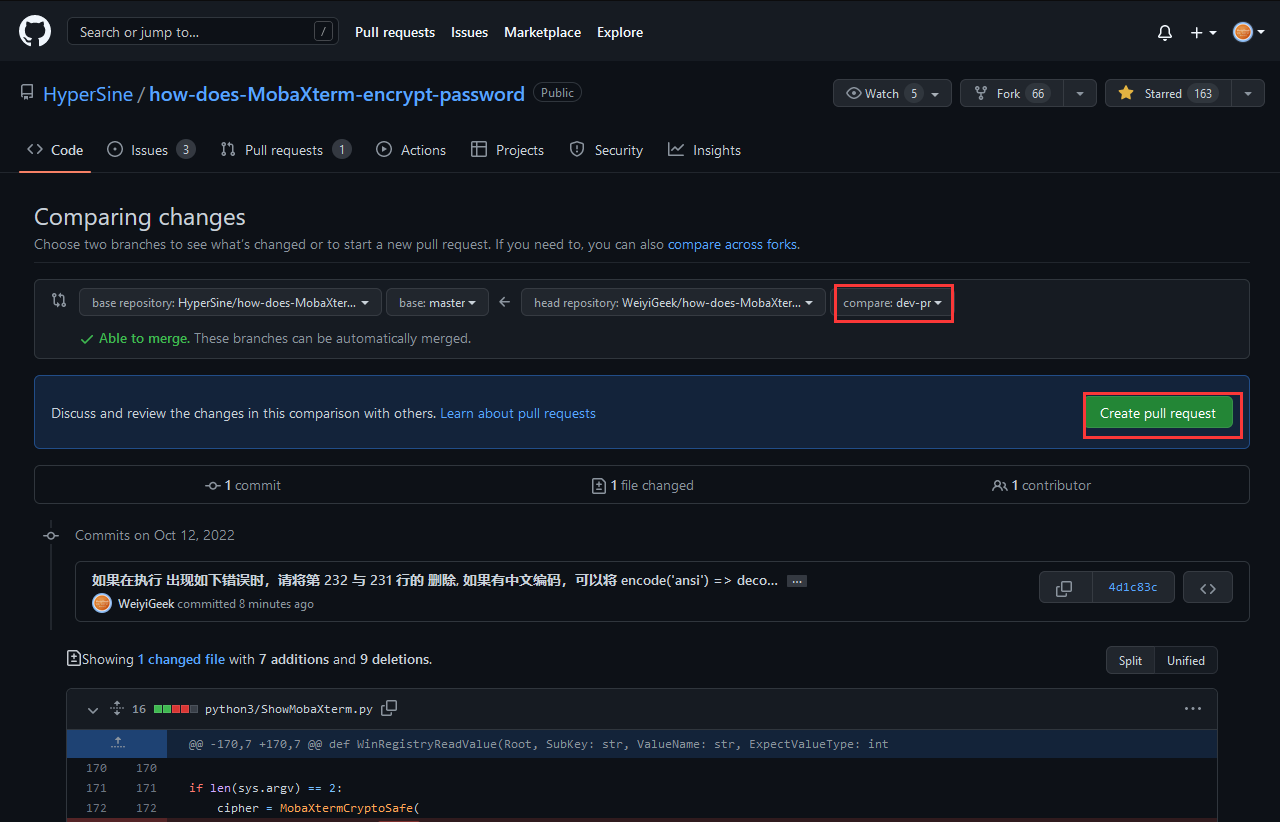 Search or jump to... /
Pull requests Issues Marketplace Explore
HyperSine / how-does-MobaXterm-encrypt-password Public
Watch 5 Fork 66 Starred 163
Code Issues 3 Pull requests 1 Actions Projects Security Insights
Comparing changes
Choose two branches to see what's changed or to start a new pull request. If you need to, you can also compare across forks.
base repository: HyperSine/how-does-MobaXter... base: master head repository: WeiyiGeek/how-does-MobaXter... compare: dev-pr
Able to merge. These branches can be automatically merged.
Discuss and review the changes in this comparison with others. Learn about pull requests
Create pull request
1 commit 1 file changed 1 contributor
Commits on Oct 12, 2022
如果在执行 出现如下错误时，请将第 232 与 231 行的 删除, 如果有中文编码，可以将 encode('ansi') => deco... ...
WeiyiGeek committed 8 minutes ago
4d1c83c
Showing 1 changed file with 7 additions and 9 deletions.
Split Unified
16 python3/ShowMobaXterm.py
@@ -170,7 +170,7 @@ def WinRegistryReadValue(Root, SubKey: str, ValueName: str, ExpectValueType: int
170 170
171 171 if len(sys.argv) == 2:
172 172 cipher = MobaXtermCryptoSafe(